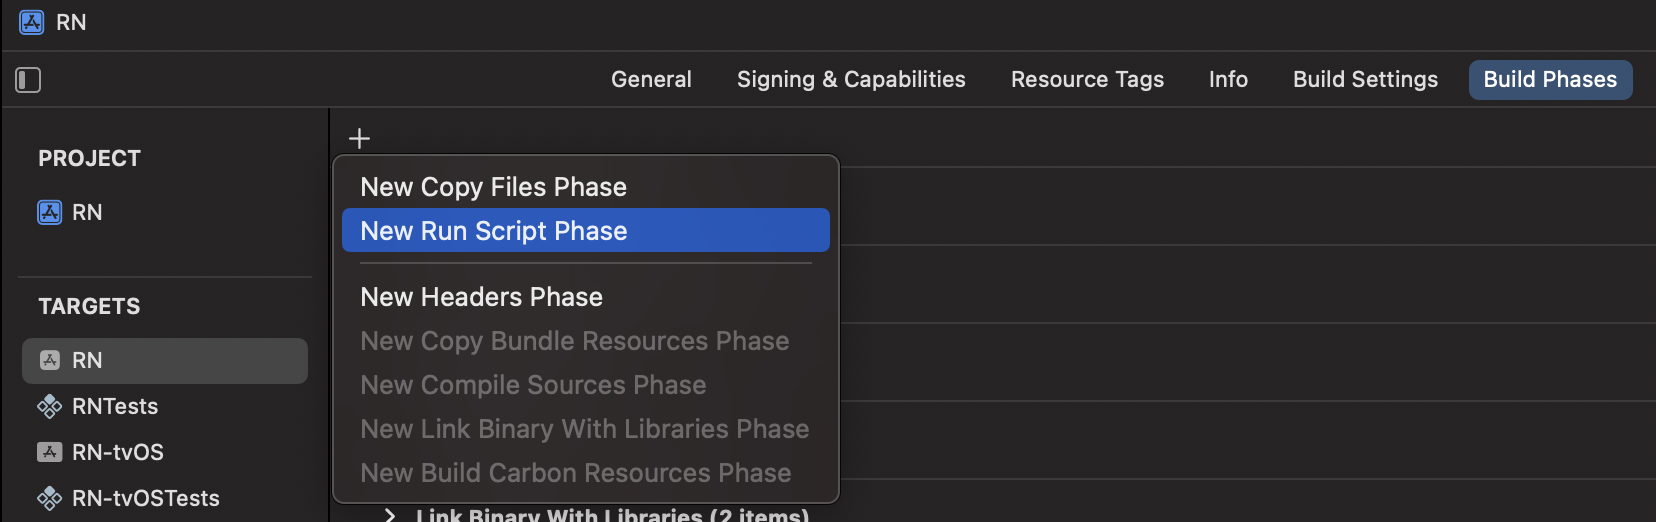 RN
General Signing & Capabilities Resource Tags Info Build Settings Build Phases
PROJECT
RN
TARGETS
RN
RNTests
RN-tvOS
RN-tvOSTests
New Copy Files Phase
New Run Script Phase
New Headers Phase
New Copy Bundle Resources Phase
New Compile Sources Phase
New Link Binary With Libraries Phase
New Build Carbon Resources Phase
Link Binary With Libraries (2 items)